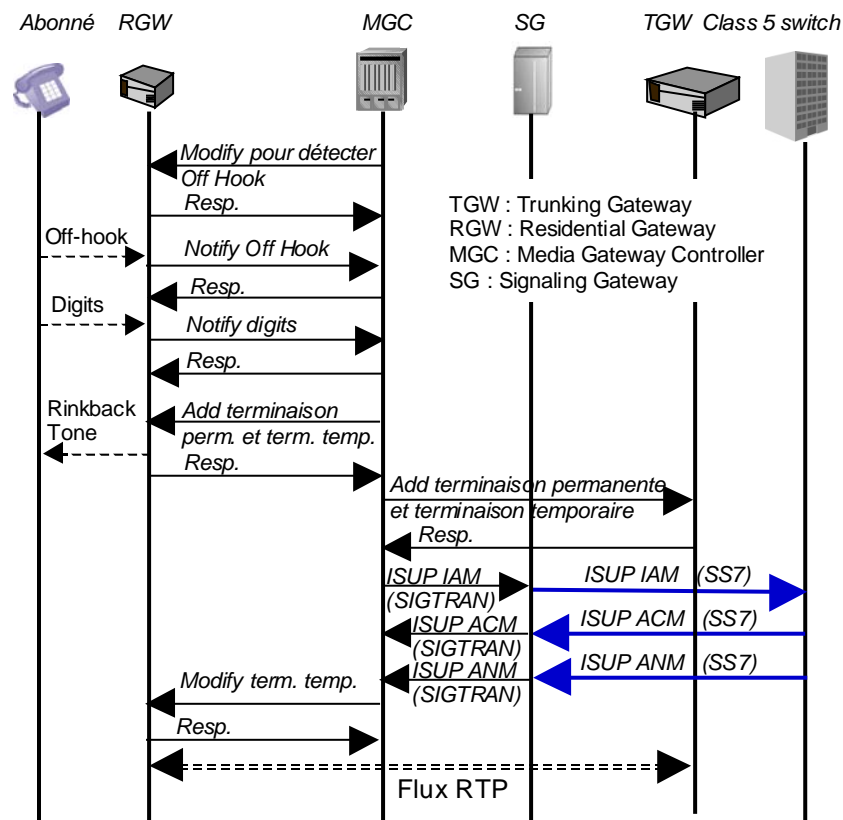 Abonné RGW MGC SG TGW Class 5 switch
Modify pour détecter
Off Hook
Resp.
TGW : Trunking Gateway
RGW : Residential Gateway
MGC : Media Gateway Controller
SG : Signaling Gateway
Off-hook
Notify Off Hook
Resp.
Digits
Notify digits
Resp.
Rinkback
Tone
Add terminaison
perm. et term. temp.
Resp.
Add terminaison permanente
et terminaison temporaire
Resp.
ISUP IAM
(SIGTRAN)
ISUP IAM (SS7)
ISUP ACM
(SIGTRAN)
ISUP ACM (SS7)
ISUP ANM
(SIGTRAN)
ISUP ANM (SS7)
Modify term. temp.
Resp.
Flux RTP